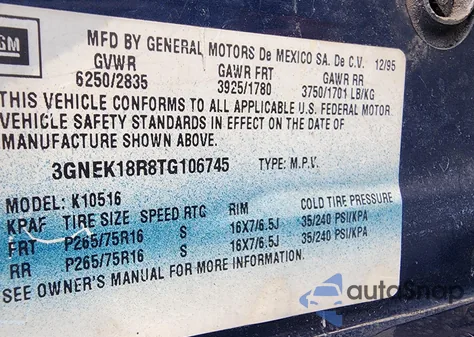 GM
MFD BY GENERAL MOTORS De MEXICO SA. De C.V. 12/95
GVWR GAWR FRT GAWR RR
6250/2835 3925/1780 3750/1701 LB/KG
THIS VEHICLE CONFORMS TO ALL APPLICABLE U.S. FEDERAL MOTOR
VEHICLE SAFETY STANDARDS IN EFFECT ON THE DATE OF
MANUFACTURE SHOWN ABOVE.
3GNEK18R8TG106745 TYPE: M.P.V.
MODEL: K10516
KPAF TIRE SIZE SPEED RTG RIM COLD TIRE PRESSURE
FRT P265/75R16 S 16X7/6.5J 35/240 PSI/KPA
RR P265/75R16 S 16X7/6.5J 35/240 PSI/KPA
SEE OWNER'S MANUAL FOR MORE INFORMATION.
autoSnap